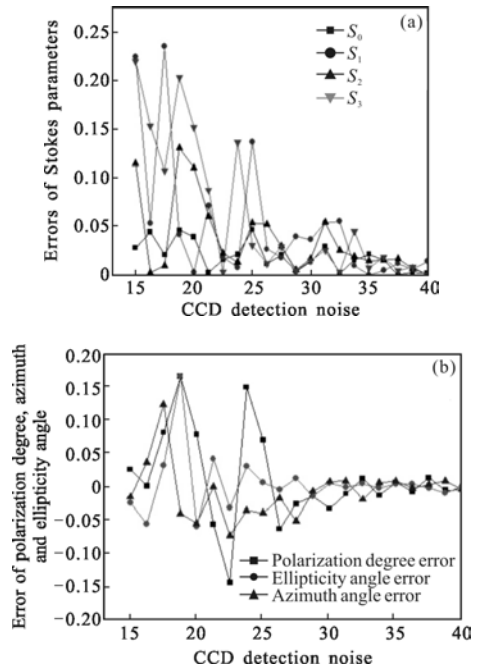 (a)
S0
S1
S2
S3
0.25
0.20
0.15
0.10
0.05
0
Errors of Stokes parameters
15 20 25 30 35 40
CCD detection noise
(b)
0.20
0.15
0.10
0.05
0
−0.05
−0.10
−0.15
−0.20
Error of polarization degree, azimuth
and ellipticity angle
Polarization degree error
Ellipticity angle error
Azimuth angle error
15 20 25 30 35 40
CCD detection noise